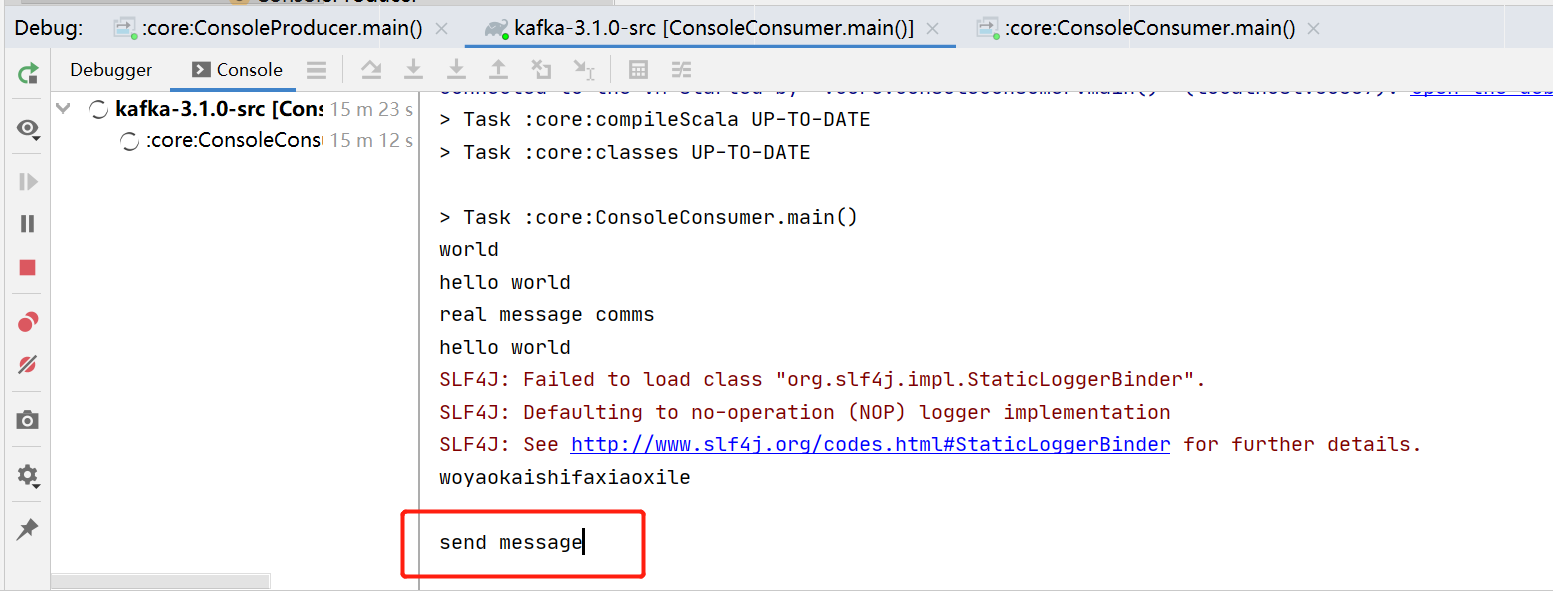 ConsoleProducer
Debug: :core:ConsoleProducer.main() kafka-3.1.0-src [ConsoleConsumer.main()] :core:ConsoleConsumer.main()
Debugger Console
kafka-3.1.0-src [Cons 15 m 23 s
:core:ConsoleConsu 15 m 12 s
> Task :core:compileScala UP-TO-DATE
> Task :core:classes UP-TO-DATE
> Task :core:ConsoleConsumer.main()
world
hello world
real message comms
hello world
SLF4J: Failed to load class "org.slf4j.impl.StaticLoggerBinder".
SLF4J: Defaulting to no-operation (NOP) logger implementation
SLF4J: See http://www.slf4j.org/codes.html#StaticLoggerBinder for further details.
woyaokaishifaxiaoxile
send message